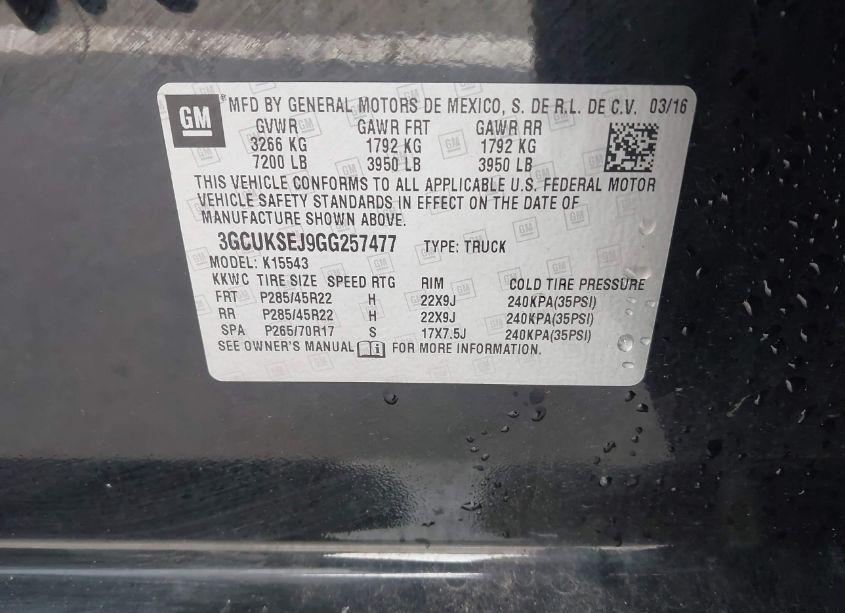 GM ® MFD BY GENERAL MOTORS DE MEXICO, S. DE R.L. DE C.V. 03/16
GVWR GAWR FRT GAWR RR
3266 KG 1792 KG 1792 KG
7200 LB 3950 LB 3950 LB
THIS VEHICLE CONFORMS TO ALL APPLICABLE U.S. FEDERAL MOTOR
VEHICLE SAFETY STANDARDS IN EFFECT ON THE DATE OF
MANUFACTURE SHOWN ABOVE.
3GCUKSEJ9GG257477 TYPE: TRUCK
MODEL: K15543
KKWC TIRE SIZE SPEED RTG RIM COLD TIRE PRESSURE
FRT P285/45R22 H 22X9J 240KPA(35PSI)
RR P285/45R22 H 22X9J 240KPA(35PSI)
SPA P265/70R17 S 17X7.5J 240KPA(35PSI)
SEE OWNER'S MANUAL FOR MORE INFORMATION.